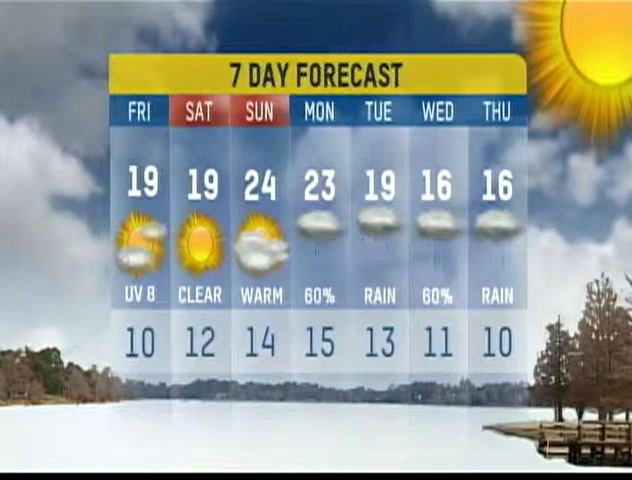 7 DAY FORECAST
FRI SAT SUN MON TUE WED THU
19 19 24 23 19 16 16
UV 8 CLEAR WARM 60% RAIN 60% RAIN
10 12 14 15 13 11 10